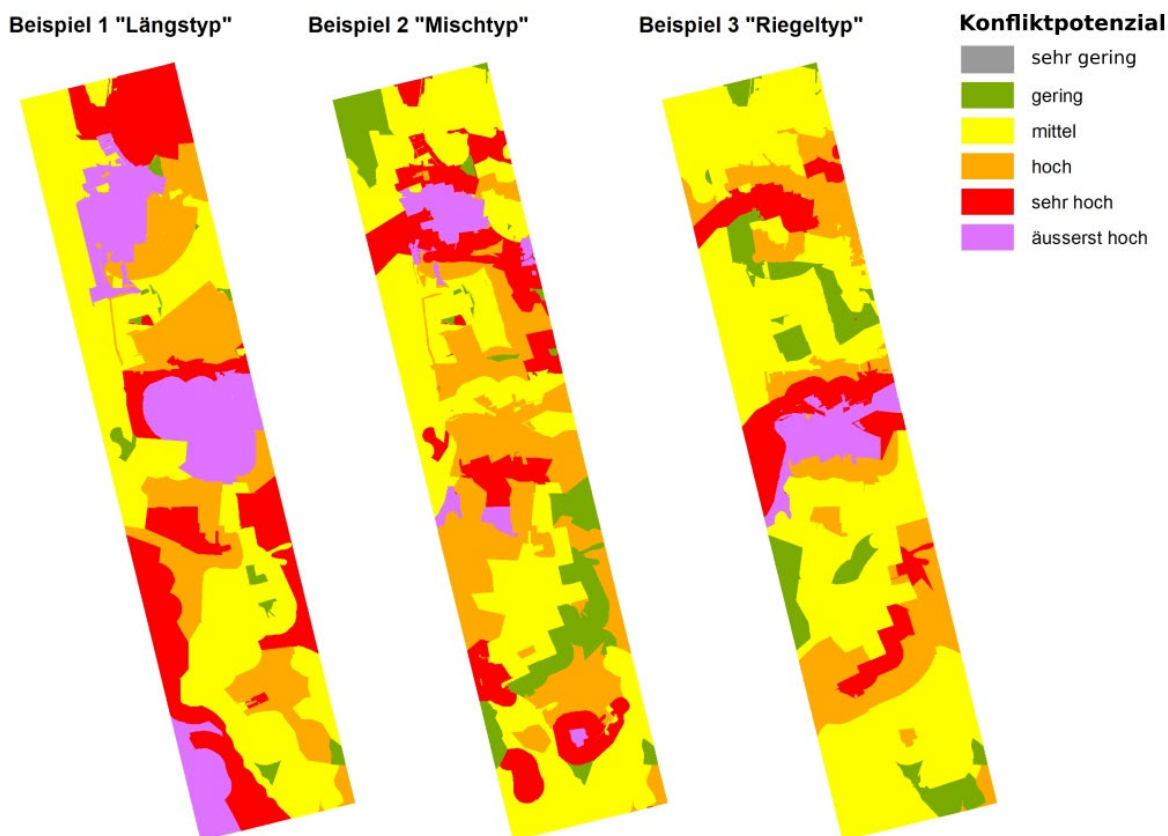 Beispiel 1 "Längstyp"
Beispiel 2 "Mischtyp"
Beispiel 3 "Riegeltyp"
Konfliktpotenzial
sehr gering
gering
mittel
hoch
sehr hoch
äusserst hoch